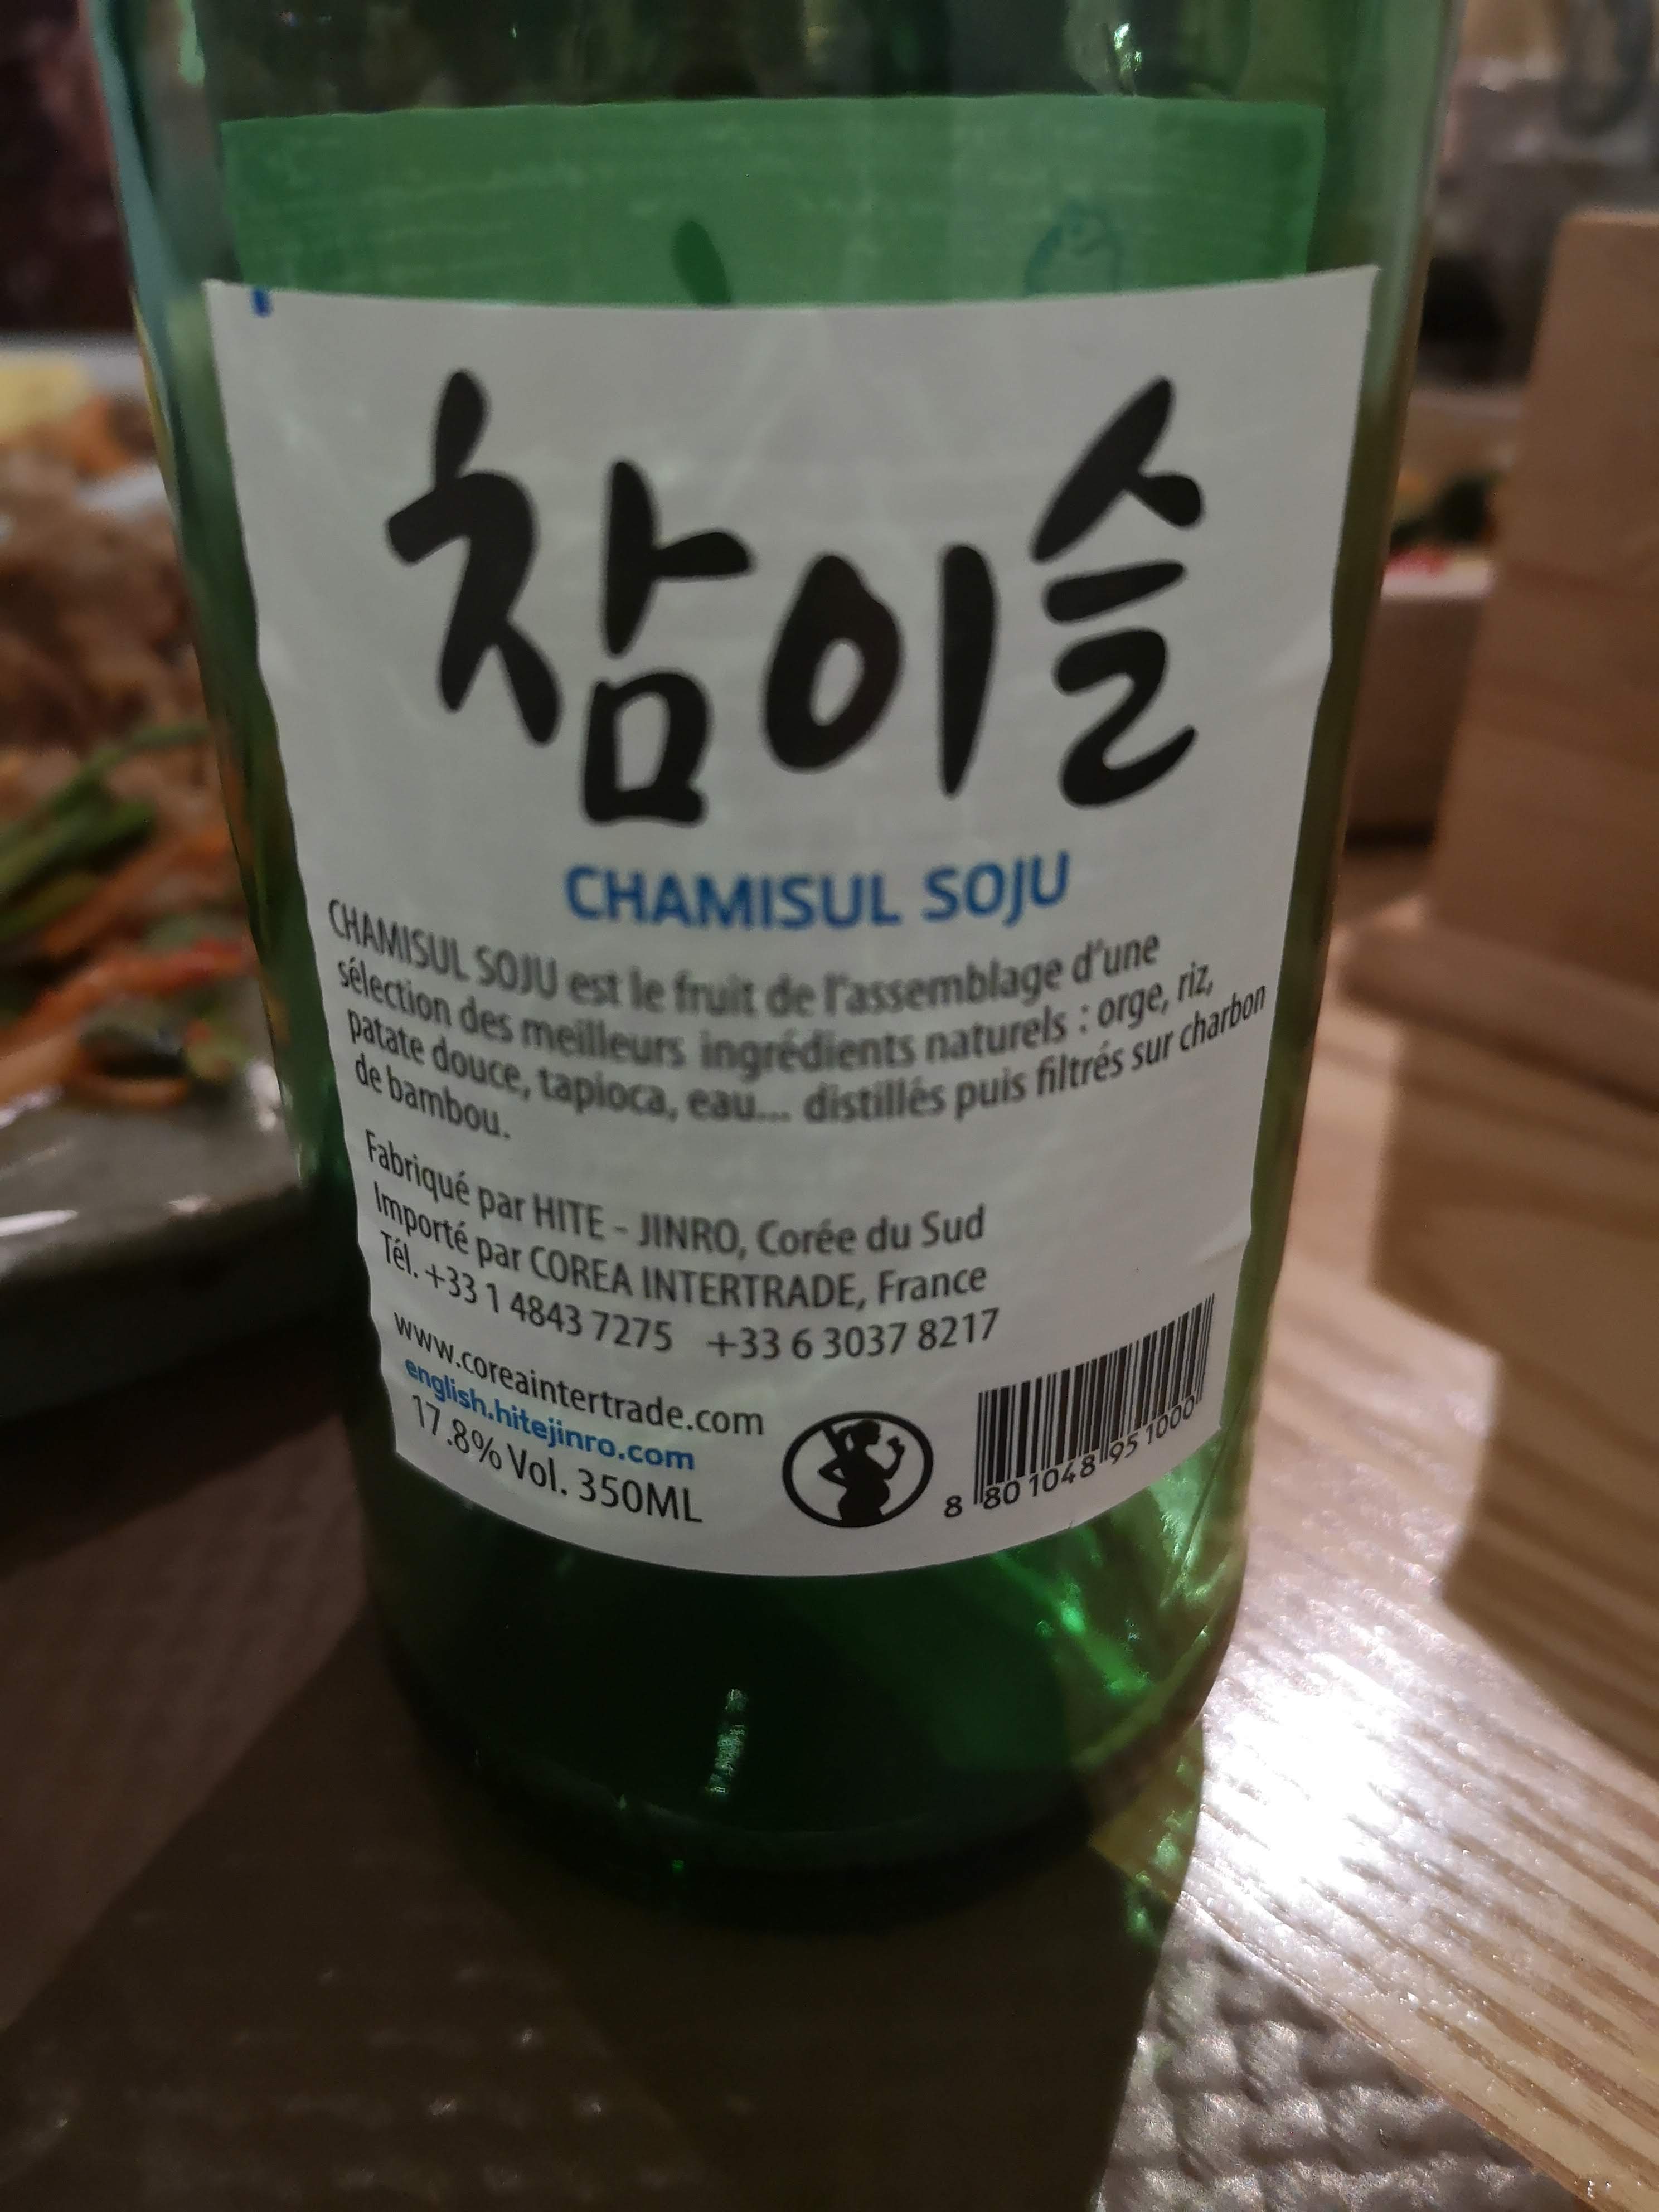 참이슬
CHAMISUL SOJU
CHAMISUL SOJU est le fruit de l'assemblage d'une
sélection des meilleurs ingrédients naturels : orge, riz,
patate douce, tapioca, eau... distillés puis filtrés sur charbon
de bambou.
Fabriqué par HITE - JINRO, Corée du Sud
Importé par COREA INTERTRADE, France
Tél. +33 1 4843 7275 +33 6 3037 8217
www.coreaintertrade.com
english.hitejinro.com
17.8% Vol. 350ML
8 801048 951000